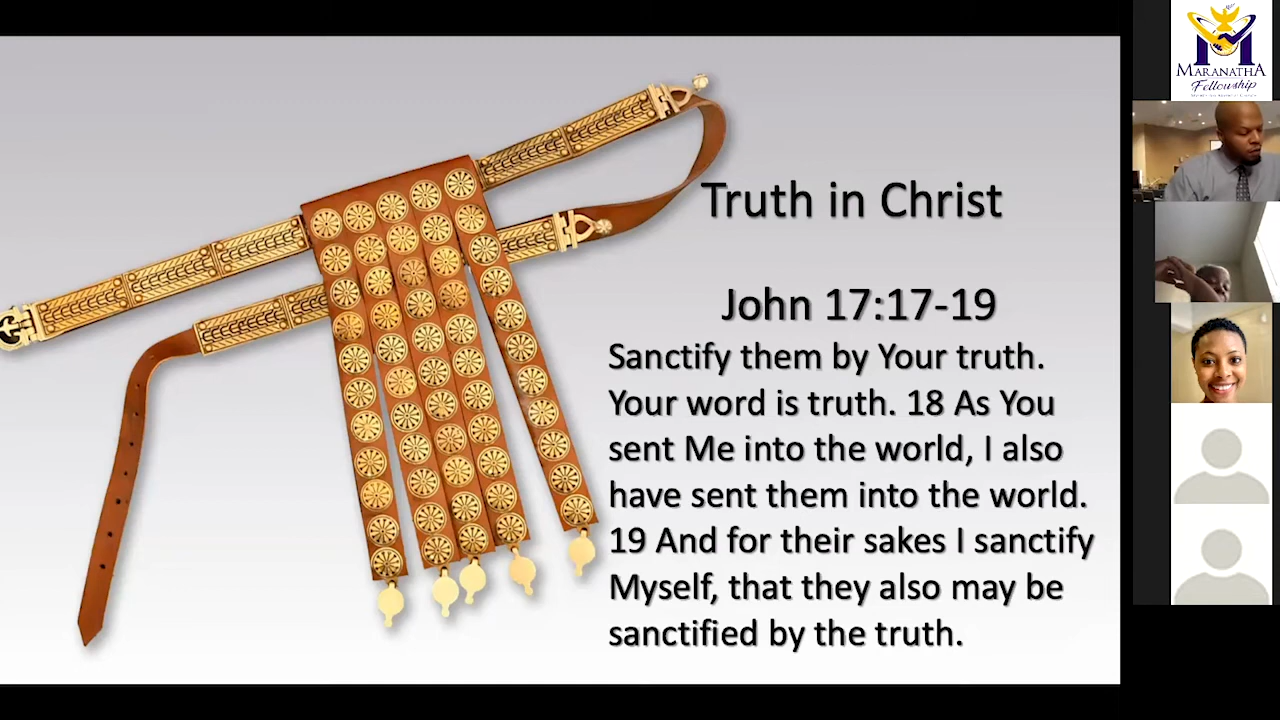 Truth in Christ
John 17:17-19
Sanctify them by Your truth.
Your word is truth. 18 As You
sent Me into the world, I also
have sent them into the world.
19 And for their sakes I sanctify
Myself, that they also may be
sanctified by the truth.
MARANATHA
Fellowship